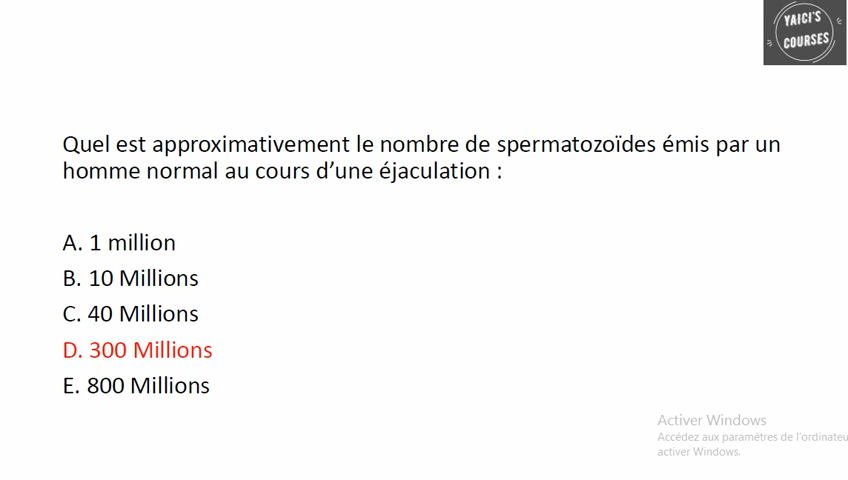 YAICI'S
COURSES
Quel est approximativement le nombre de spermatozoïdes émis par un
homme normal au cours d’une éjaculation :
A. 1 million
B. 10 Millions
C. 40 Millions
D. 300 Millions
E. 800 Millions
Activer Windows
Accédez aux paramètres de l'ordinateu
activer Windows.